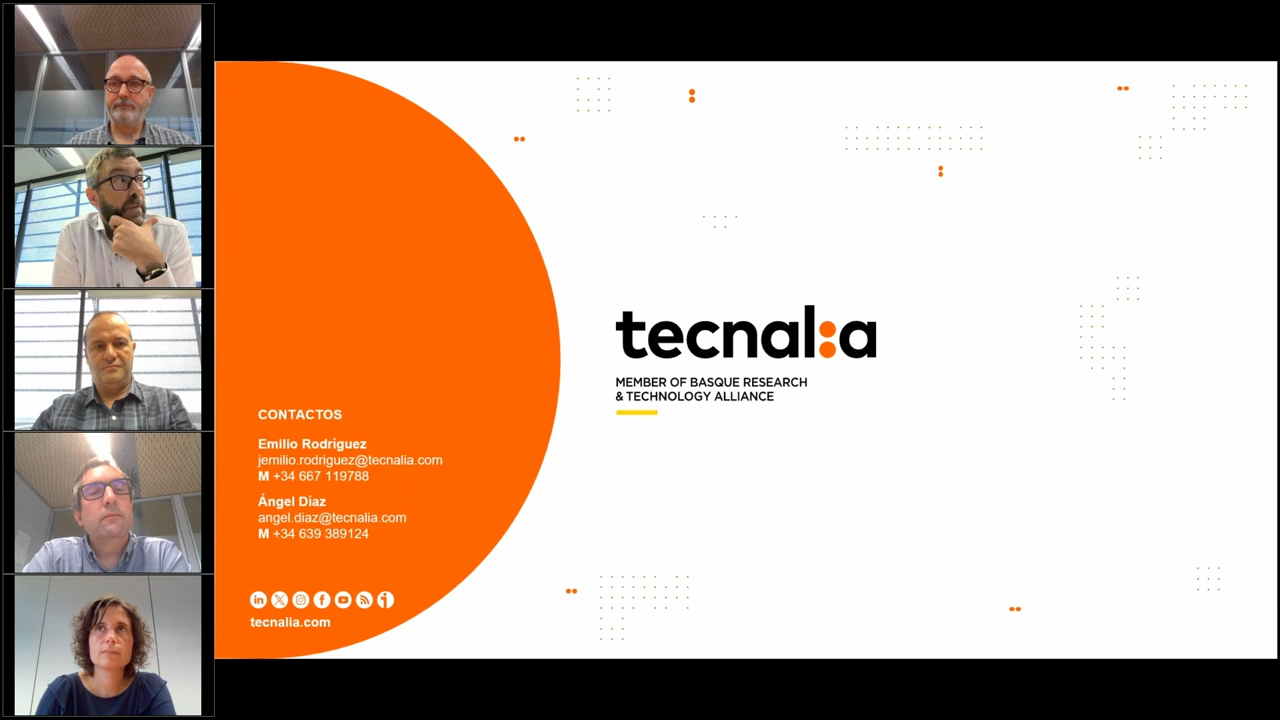 CONTACTOS
Emilio Rodríguez
jemilio.rodriguez@tecnalia.com
M +34 667 119788
Ángel Díaz
angel.diaz@tecnalia.com
M +34 639 389124
tecnalia.com
tecnalia
MEMBER OF BASQUE RESEARCH
& TECHNOLOGY ALLIANCE